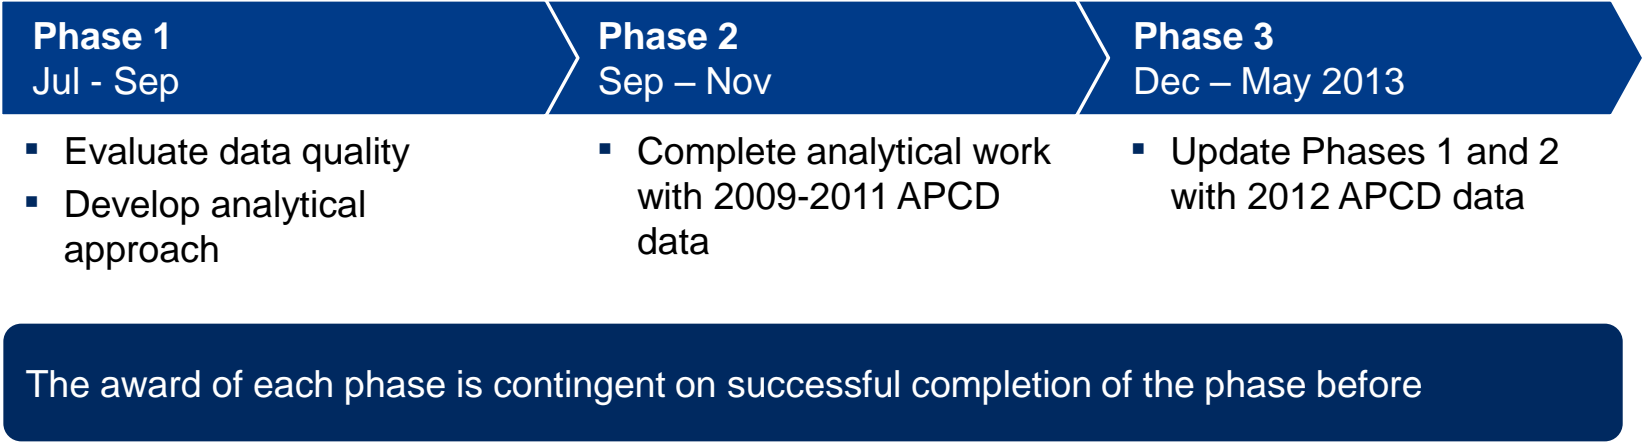 Phase 1
Jul - Sep
Phase 2
Sep – Nov
Phase 3
Dec – May 2013
▪ Evaluate data quality
▪ Develop analytical
approach
▪ Complete analytical work
with 2009-2011 APCD
data
▪ Update Phases 1 and 2
with 2012 APCD data
The award of each phase is contingent on successful completion of the phase before